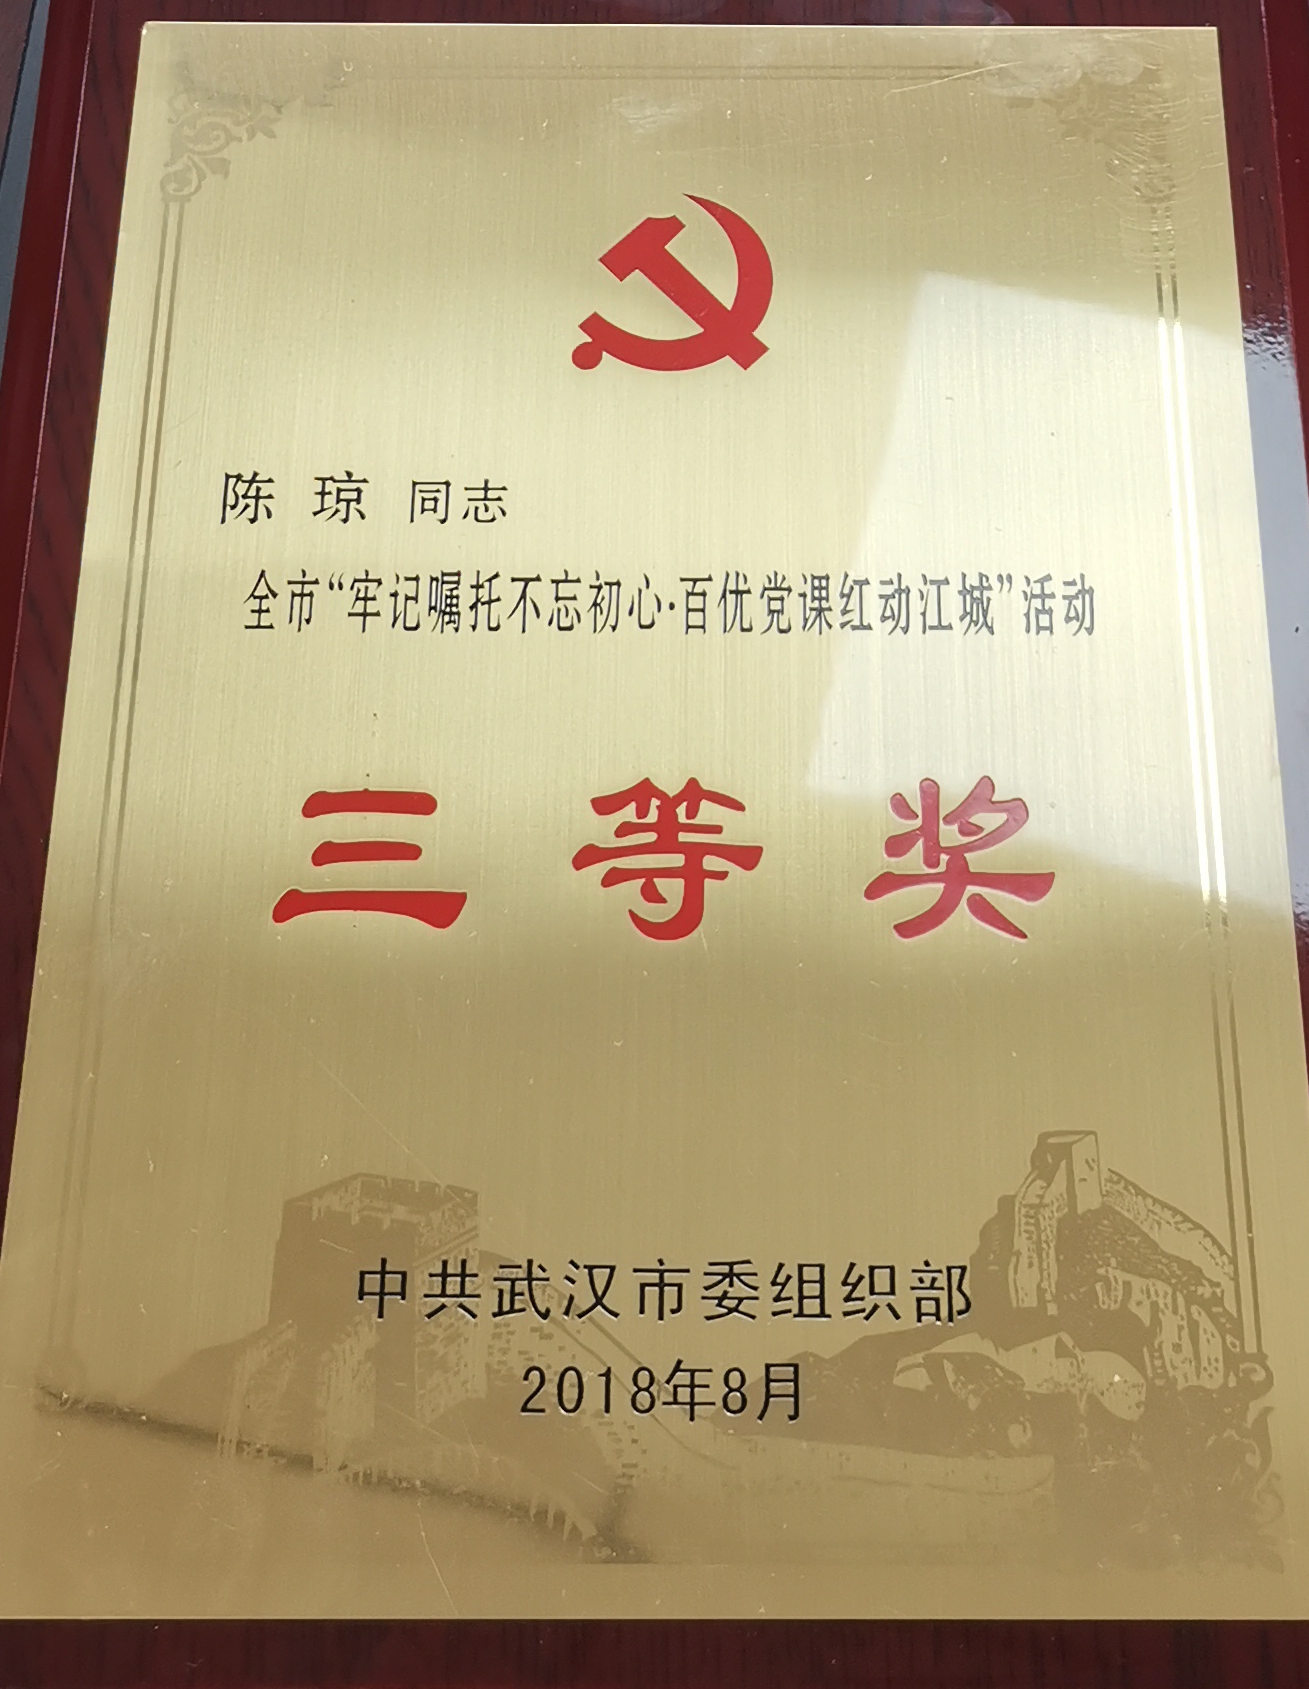 陈 琼 同志
全市“牢记嘱托不忘初心·百优党课红动江城”活动
三等奖
中共武汉市委组织部
2018年8月